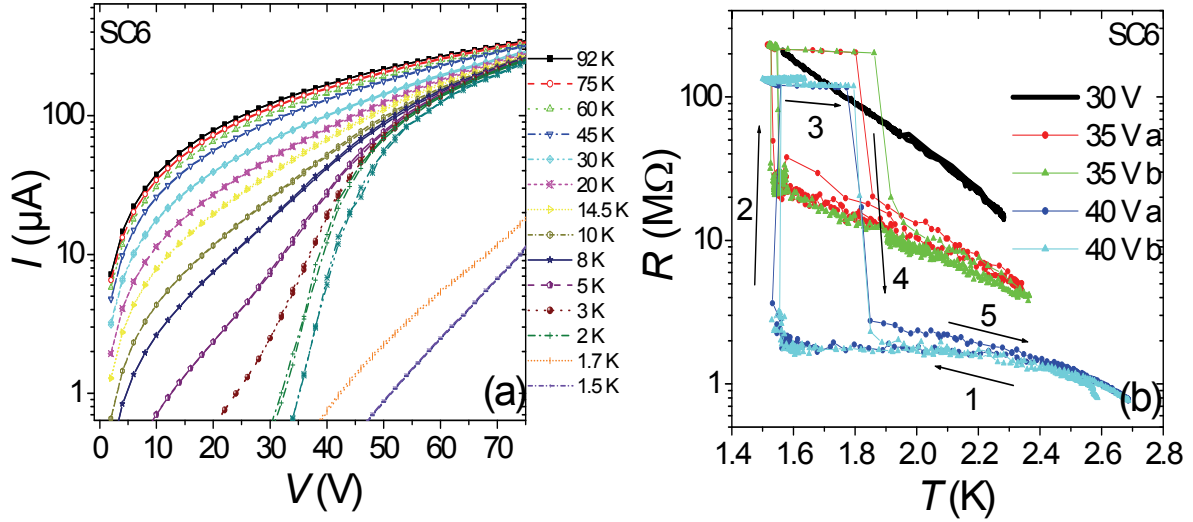 SC6
I (μA)
100
10
1
0 10 20 30 40 50 60 70
V (V)
(a)
92 K
75 K
60 K
45 K
30 K
20 K
14.5 K
10 K
8 K
5 K
3 K
2 K
1.7 K
1.5 K
SC6
R (MΩ)
100
10
1
1.4 1.6 1.8 2.0 2.2 2.4 2.6 2.8
T (K)
(b)
30 V
35 V a
35 V b
40 V a
40 V b
3
2
4
5
1